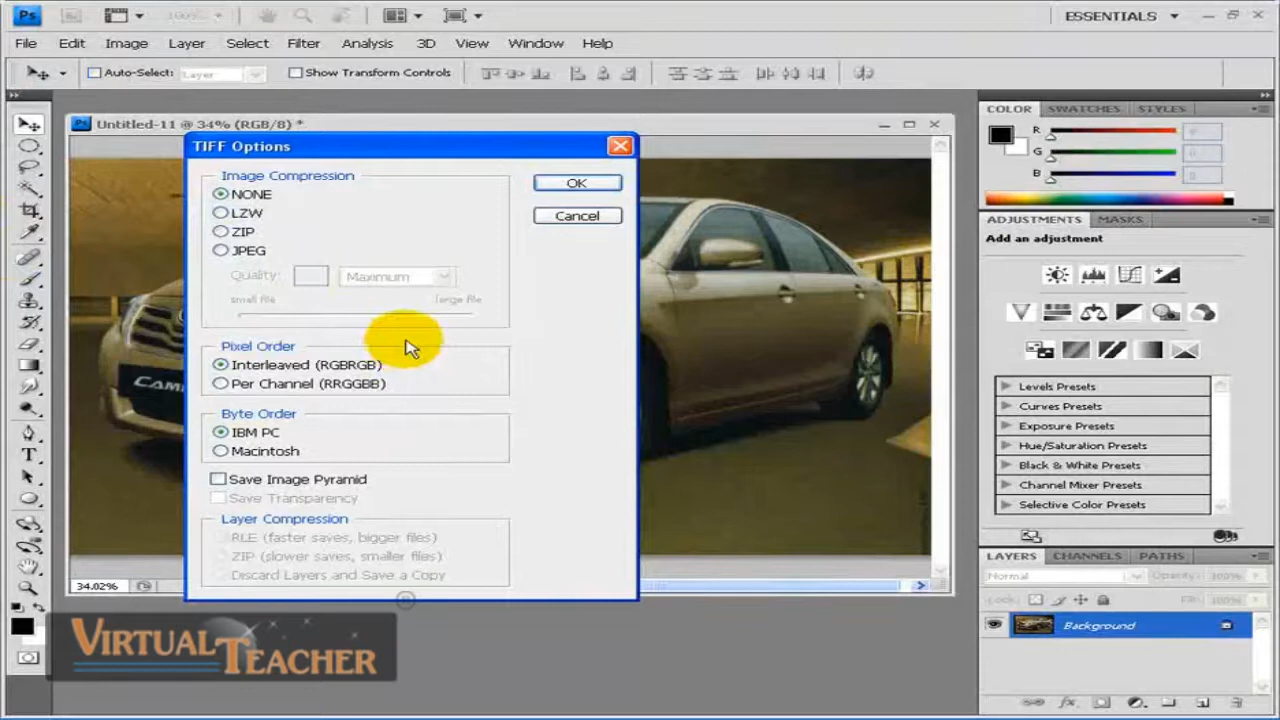 Ps 100% ESSENTIALS
File Edit Image Layer Select Filter Analysis 3D View Window Help
Auto-Select: Layer Show Transform Controls
Untitled-11 @ 34% (RGB/8) *
TIFF Options
Image Compression
NONE
LZW
ZIP
JPEG
Quality: Maximum
small file large file
Pixel Order
Interleaved (RGBRGB)
Per Channel (RRGGBB)
Byte Order
IBM PC
Macintosh
Save Image Pyramid
Save Transparency
Layer Compression
RLE (faster saves, bigger files)
ZIP (slower saves, smaller files)
Discard Layers and Save a Copy
OK
Cancel
34.02%
COLOR SWATCHES STYLES
R
G
B
ADJUSTMENTS MASKS
Add an adjustment
Levels Presets
Curves Presets
Exposure Presets
Hue/Saturation Presets
Black & White Presets
Channel Mixer Presets
Selective Color Presets
LAYERS CHANNELS PATHS
Normal Opacity: 100%
Lock: Fill: 100%
Background
VIRTUAL TEACHER